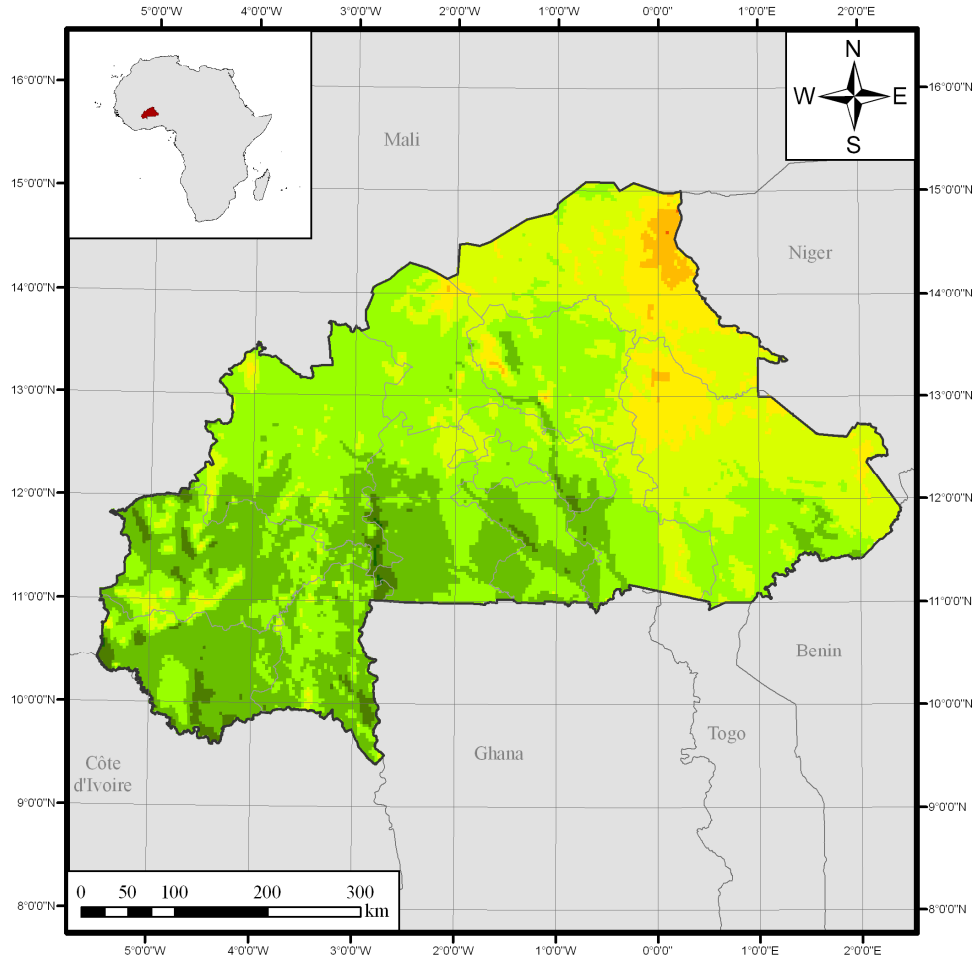 5°0'0"W 4°0'0"W 3°0'0"W 2°0'0"W 1°0'0"W 0°0'0" 1°0'0"E 2°0'0"E
N
W E
S
16°0'0"N 16°0'0"N
Mali
15°0'0"N 15°0'0"N
Niger
14°0'0"N 14°0'0"N
13°0'0"N 13°0'0"N
12°0'0"N 12°0'0"N
11°0'0"N 11°0'0"N
Benin
10°0'0"N 10°0'0"N
Togo
Ghana
Côte
d'Ivoire
9°0'0"N 9°0'0"N
0 50 100 200 300
km
8°0'0"N 8°0'0"N
5°0'0"W 4°0'0"W 3°0'0"W 2°0'0"W 1°0'0"W 0°0'0" 1°0'0"E 2°0'0"E